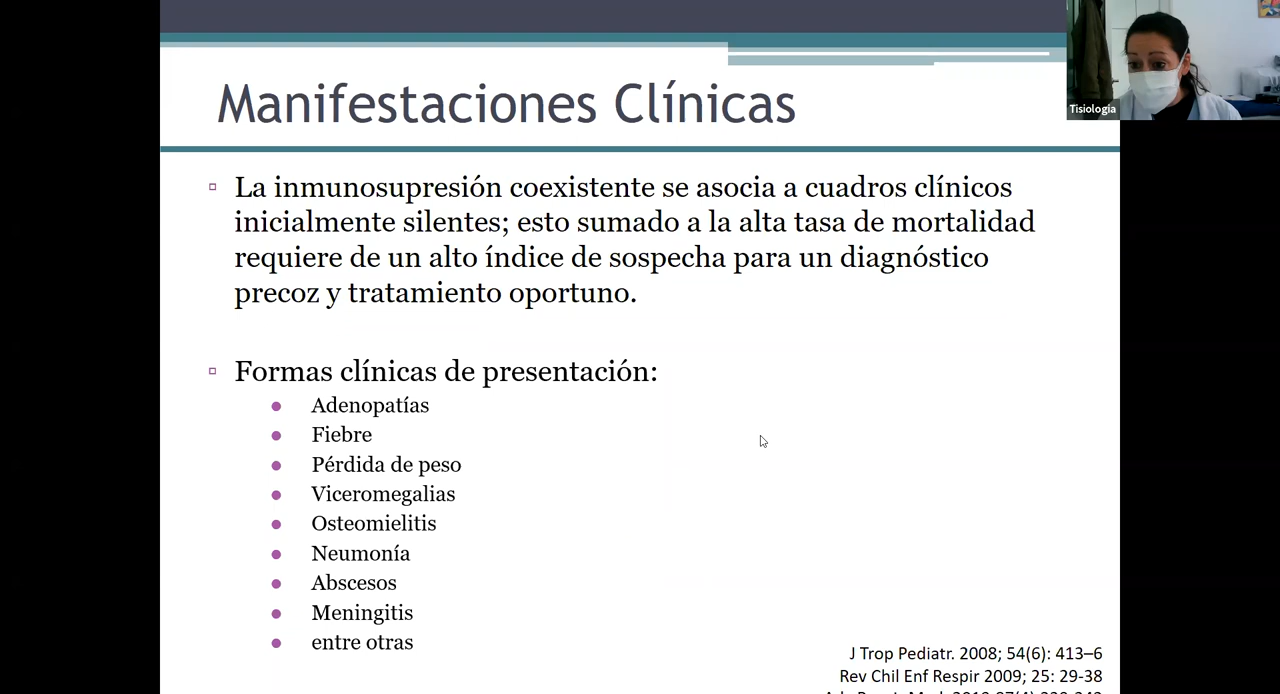 Manifestaciones Clínicas
Tisiologia
La inmunosupresión coexistente se asocia a cuadros clínicos
inicialmente silentes; esto sumado a la alta tasa de mortalidad
requiere de un alto índice de sospecha para un diagnóstico
precoz y tratamiento oportuno.
Formas clínicas de presentación:
Adenopatías
Fiebre
Pérdida de peso
Viceromegalias
Osteomielitis
Neumonía
Abscesos
Meningitis
entre otras
J Trop Pediatr. 2008; 54(6): 413–6
Rev Chil Enf Respir 2009; 25: 29-38